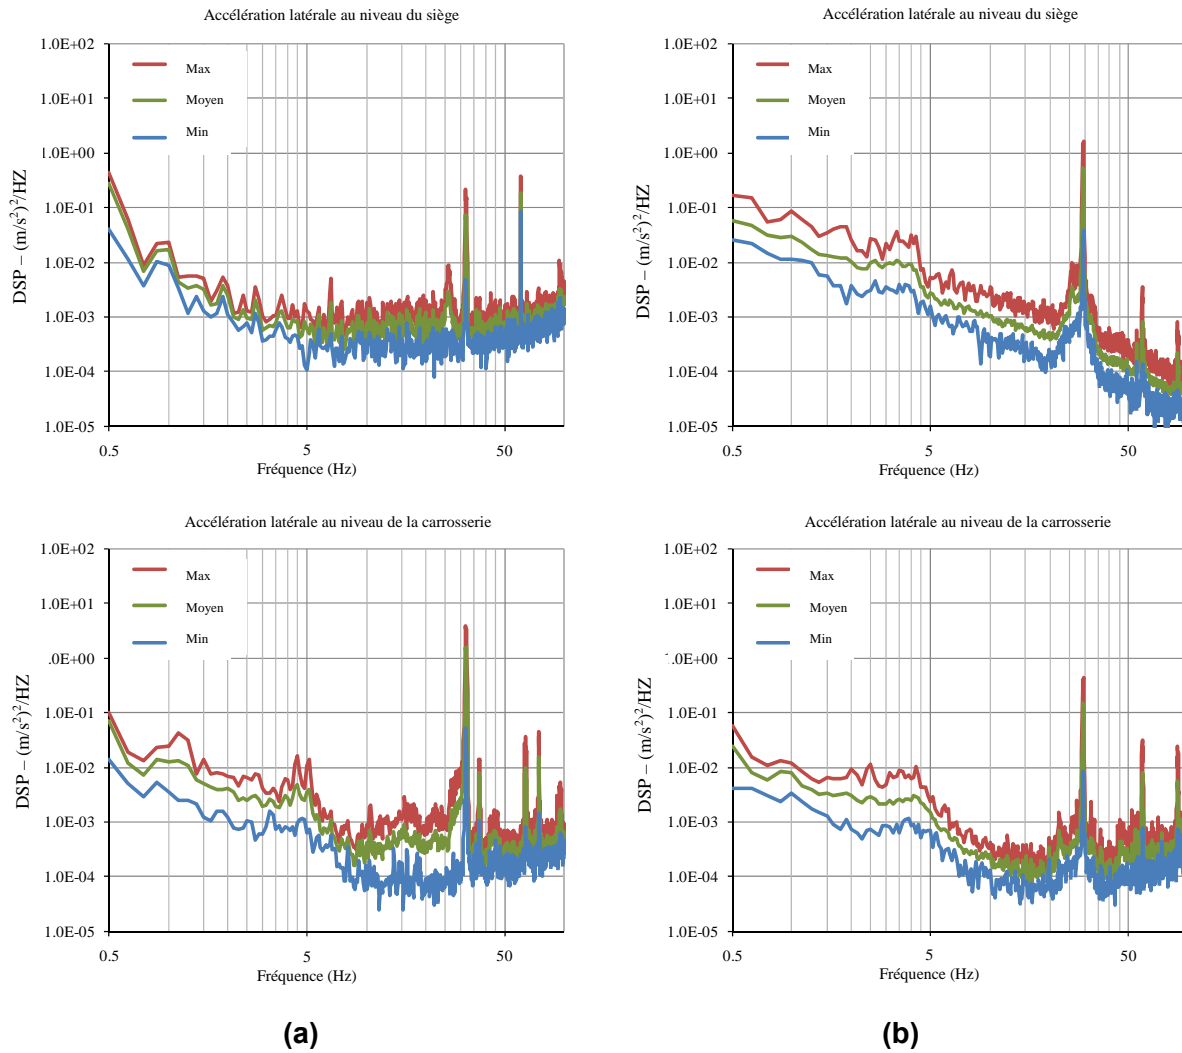 Accélération latérale au niveau du siège
1.0E+02
1.0E+01
1.0E+00
1.0E-01
1.0E-02
1.0E-03
1.0E-04
1.0E-05
Max
Moyen
Min
DSP – (m/s²)²/HZ
0.5
5
50
Fréquence (Hz)
Accélération latérale au niveau du siège
1.0E+02
1.0E+01
1.0E+00
1.0E-01
1.0E-02
1.0E-03
1.0E-04
1.0E-05
Max
Moyen
Min
DSP – (m/s²)²/HZ
0.5
5
50
Fréquence (Hz)
Accélération latérale au niveau de la carrosserie
1.0E+02
1.0E+01
.0E+00
1.0E-01
1.0E-02
1.0E-03
1.0E-04
1.0E-05
Max
Moyen
Min
DSP – (m/s²)²/HZ
0.5
5
50
Fréquence (Hz)
Accélération latérale au niveau de la carrosserie
1.0E+02
1.0E+01
.0E+00
1.0E-01
1.0E-02
1.0E-03
1.0E-04
1.0E-05
Max
Moyen
Min
DSP – (m/s²)²/HZ
0.5
5
50
Fréquence (Hz)
(a)
(b)